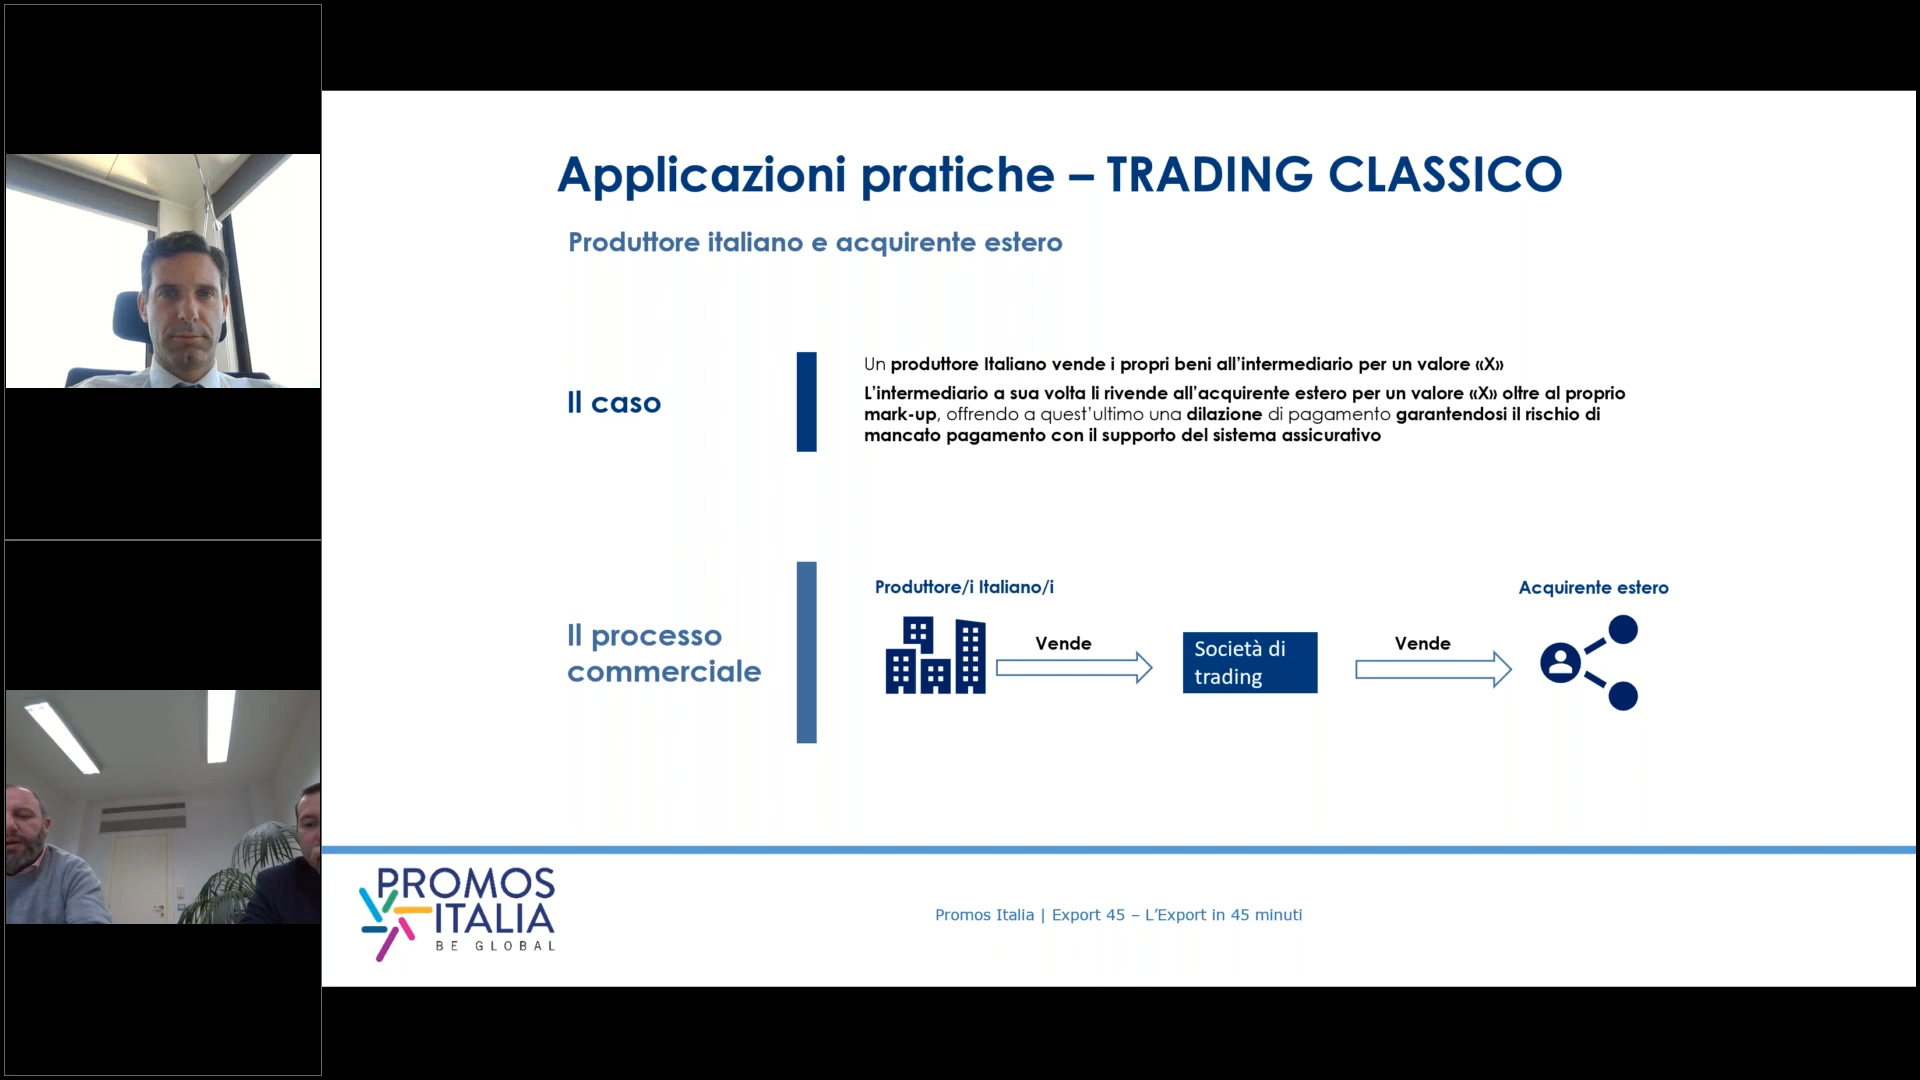 Applicazioni pratiche – TRADING CLASSICO
Produttore italiano e acquirente estero
Il caso
Un produttore Italiano vende i propri beni all’intermediario per un valore «X»
L’intermediario a sua volta li rivende all’acquirente estero per un valore «X» oltre al proprio
mark-up, offrendo a quest’ultimo una dilazione di pagamento garantendosi il rischio di
mancato pagamento con il supporto del sistema assicurativo
Il processo
commerciale
Produttore/i Italiano/i
Vende
Società di
trading
Vende
Acquirente estero
PROMOS
ITALIA
BE GLOBAL
Promos Italia | Export 45 – L’Export in 45 minuti